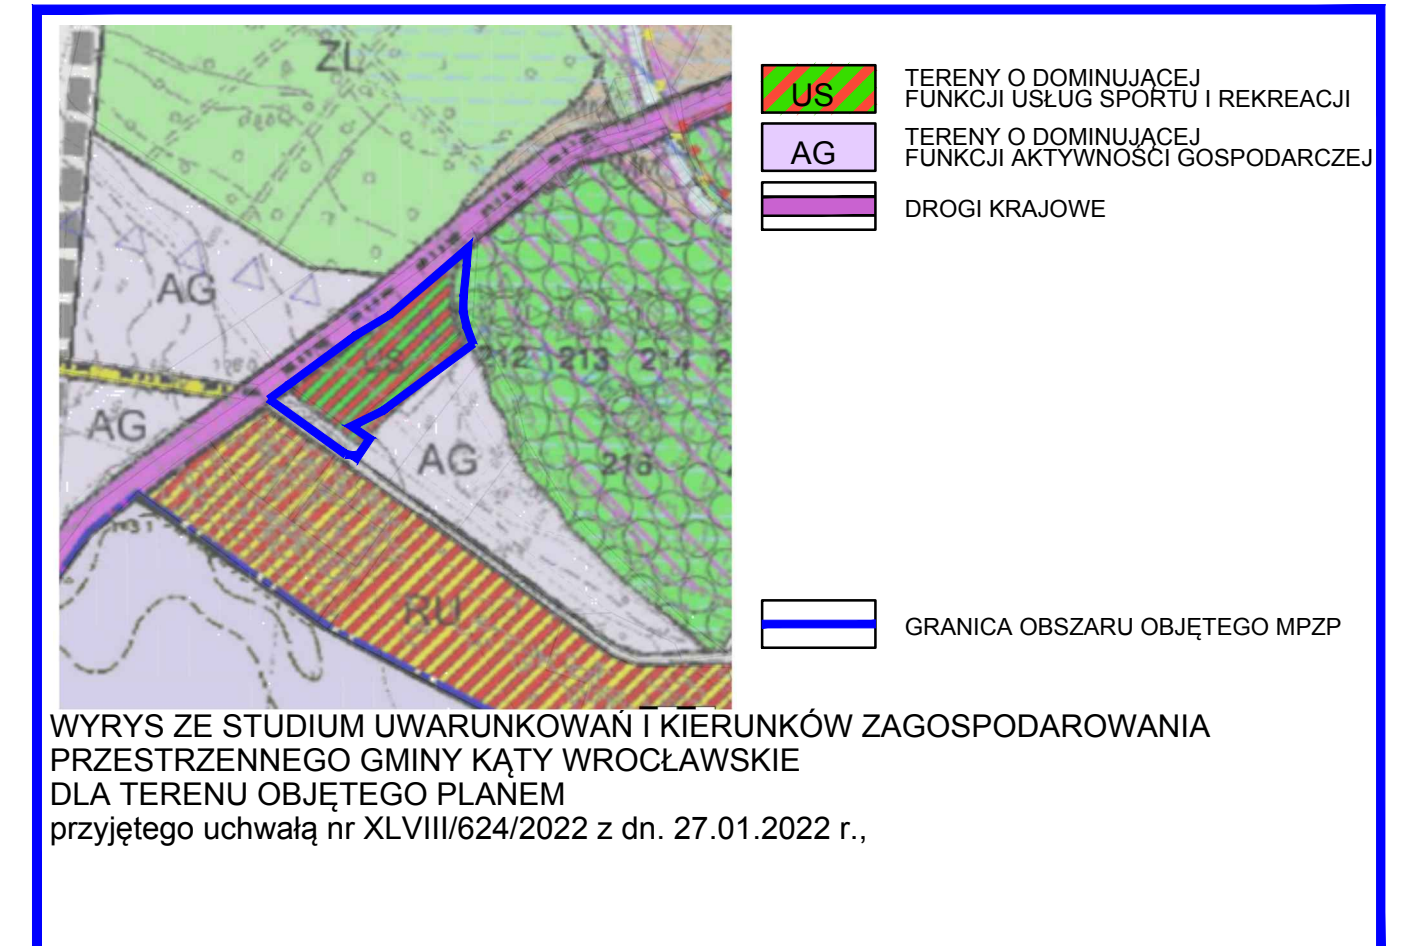 ZL
AG
AG
US
AG
RU
212 213 214 2
216
US
TERENY O DOMINUJĄCEJ
FUNKCJI USŁUG SPORTU I REKREACJI
AG
TERENY O DOMINUJĄCEJ
FUNKCJI AKTYWNOŚCI GOSPODARCZEJ
DROGI KRAJOWE
GRANICA OBSZARU OBJĘTEGO MPZP
WYRYS ZE STUDIUM UWARUNKOWAŃ I KIERUNKÓW ZAGOSPODAROWANIA
PRZESTRZENNEGO GMINY KĄTY WROCŁAWSKIE
DLA TERENU OBJĘTEGO PLANEM
przyjętego uchwałą nr XLVIII/624/2022 z dn. 27.01.2022 r.,